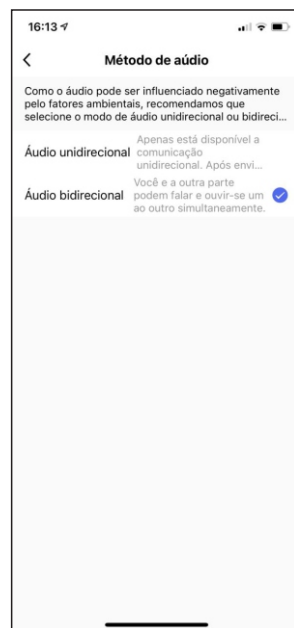 16:13
Método de aúdio
Como o áudio pode ser influenciado negativamente
pelo fatores ambientais, recomendamos que
selecione o modo de áudio unidirecional ou bidireci...
Áudio unidirecional
Apenas está disponível a
comunicação
unidirecional. Após envi...
Áudio bidirecional
Você e a outra parte
podem falar e ouvir-se um
ao outro simultaneamente.